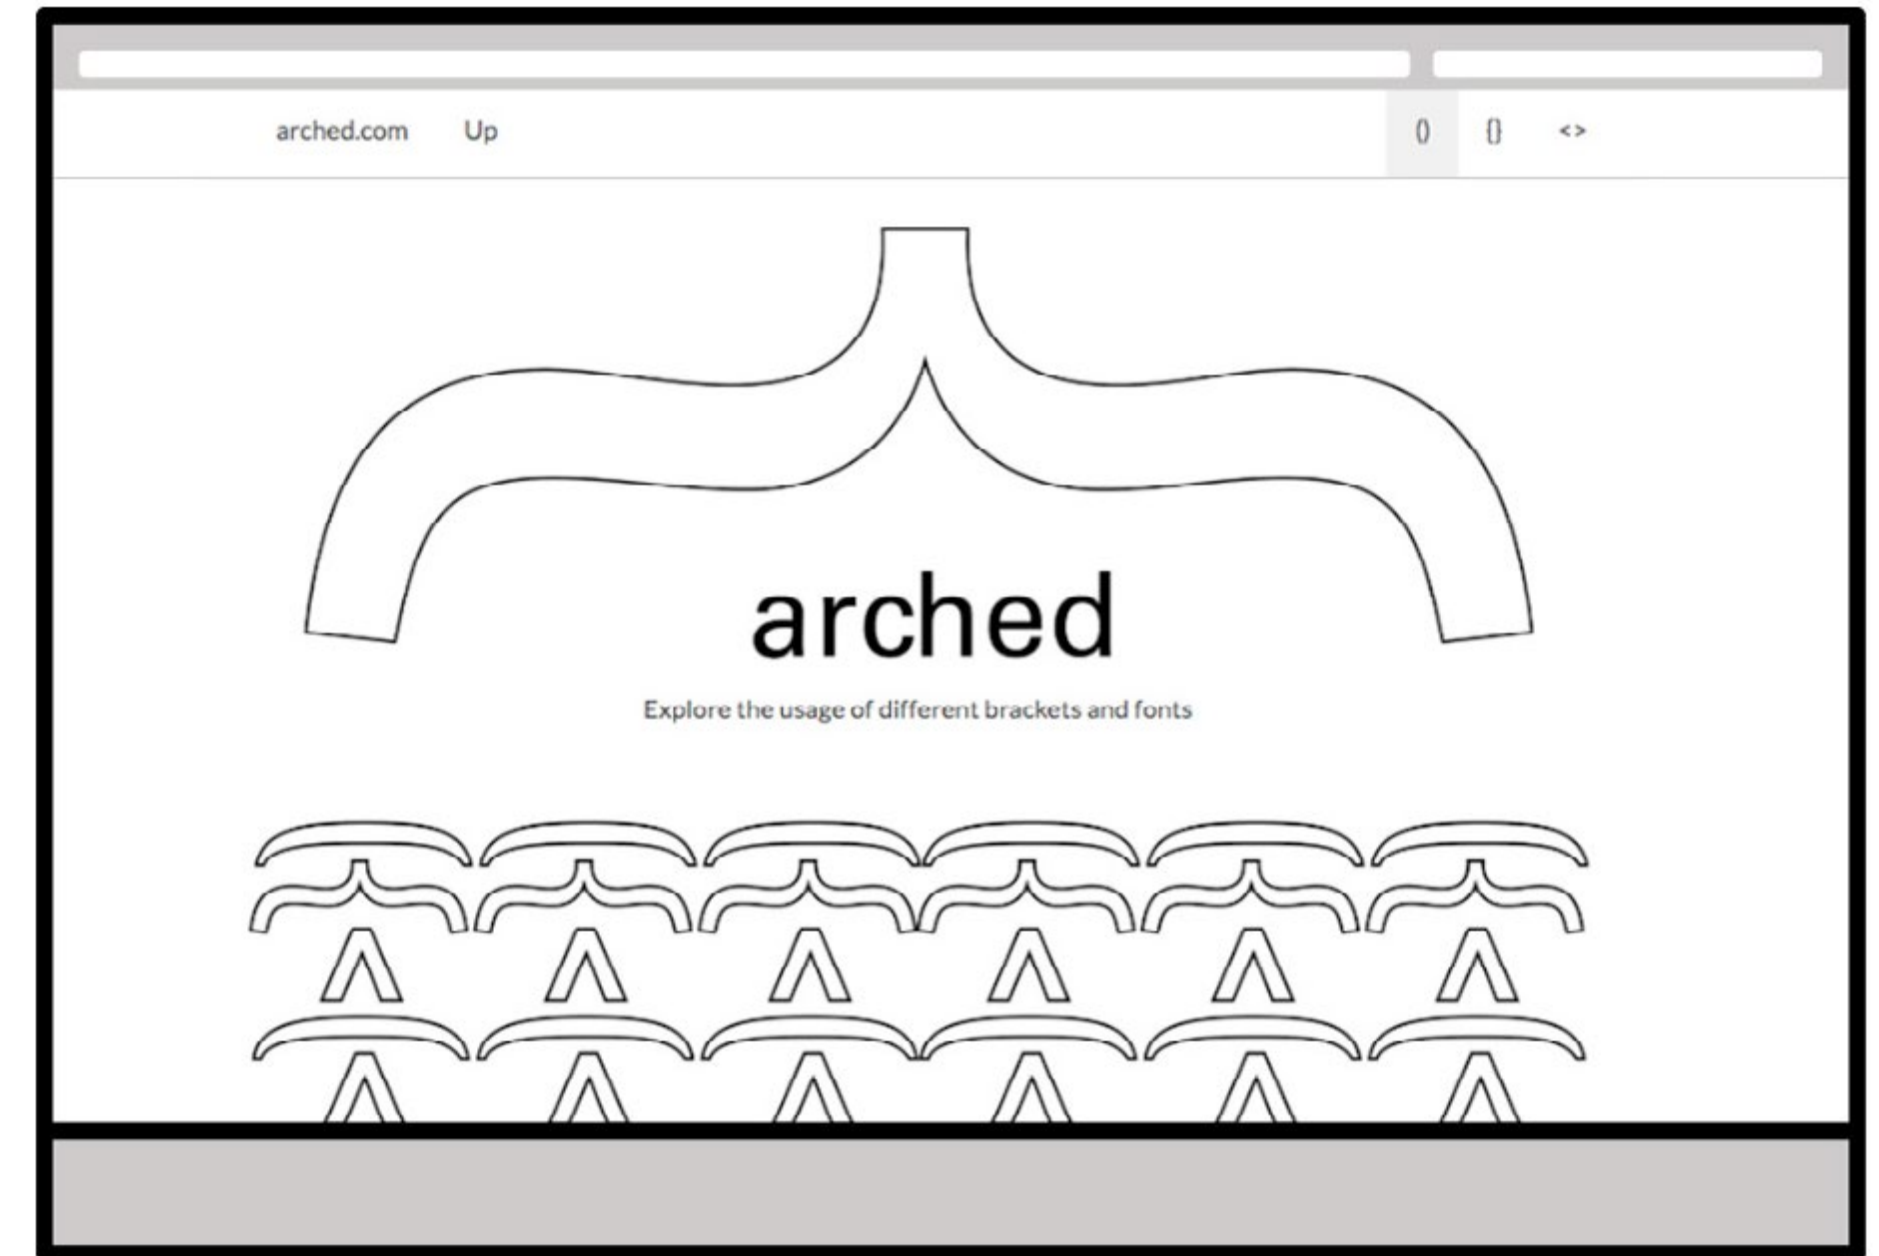 arched.com Up () {} <>
arched
Explore the usage of different brackets and fonts